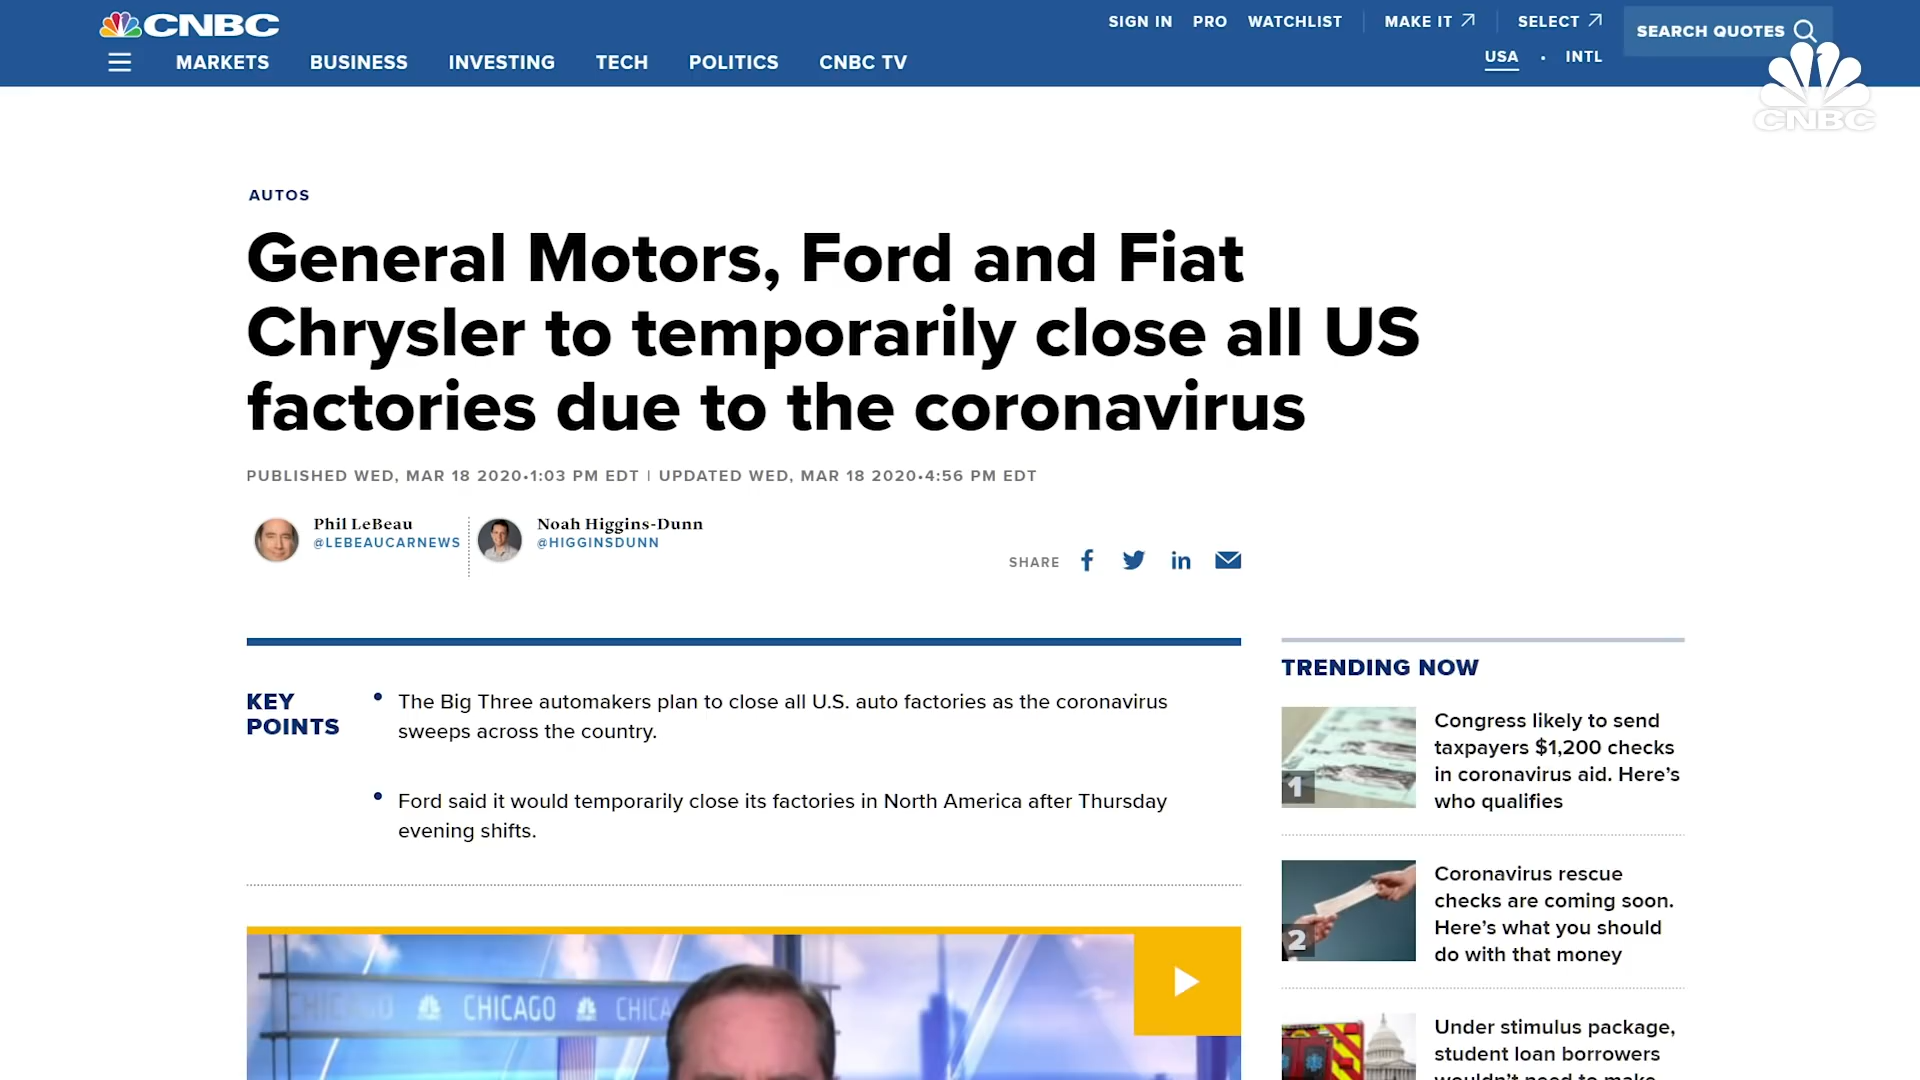 CNBC
SIGN IN PRO WATCHLIST MAKE IT SELECT
SEARCH QUOTES
MARKETS BUSINESS INVESTING TECH POLITICS CNBC TV
USA • INTL
CNBC
AUTOS
General Motors, Ford and Fiat
Chrysler to temporarily close all US
factories due to the coronavirus
PUBLISHED WED, MAR 18 2020•1:03 PM EDT | UPDATED WED, MAR 18 2020•4:56 PM EDT
Phil LeBeau
@LEBEAUCARNEWS
Noah Higgins-Dunn
@HIGGINSDUNN
SHARE
KEY
POINTS
• The Big Three automakers plan to close all U.S. auto factories as the coronavirus
sweeps across the country.
• Ford said it would temporarily close its factories in North America after Thursday
evening shifts.
CHICAGO CHICAGO CHICA
TRENDING NOW
1
Congress likely to send
taxpayers $1,200 checks
in coronavirus aid. Here's
who qualifies
2
Coronavirus rescue
checks are coming soon.
Here's what you should
do with that money
Under stimulus package,
student loan borrowers
wouldn't need to make